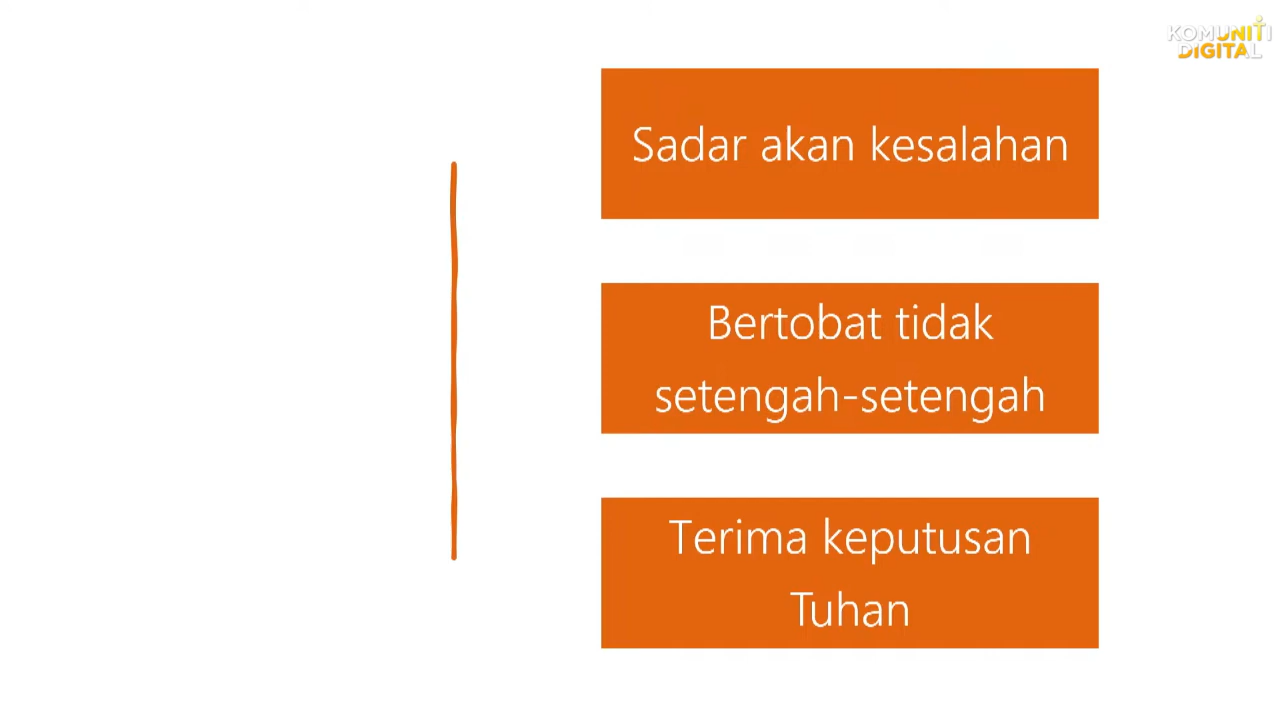 KOMUNITI
DIGITAL
Sadar akan kesalahan
Bertobat tidak
setengah-setengah
Terima keputusan
Tuhan